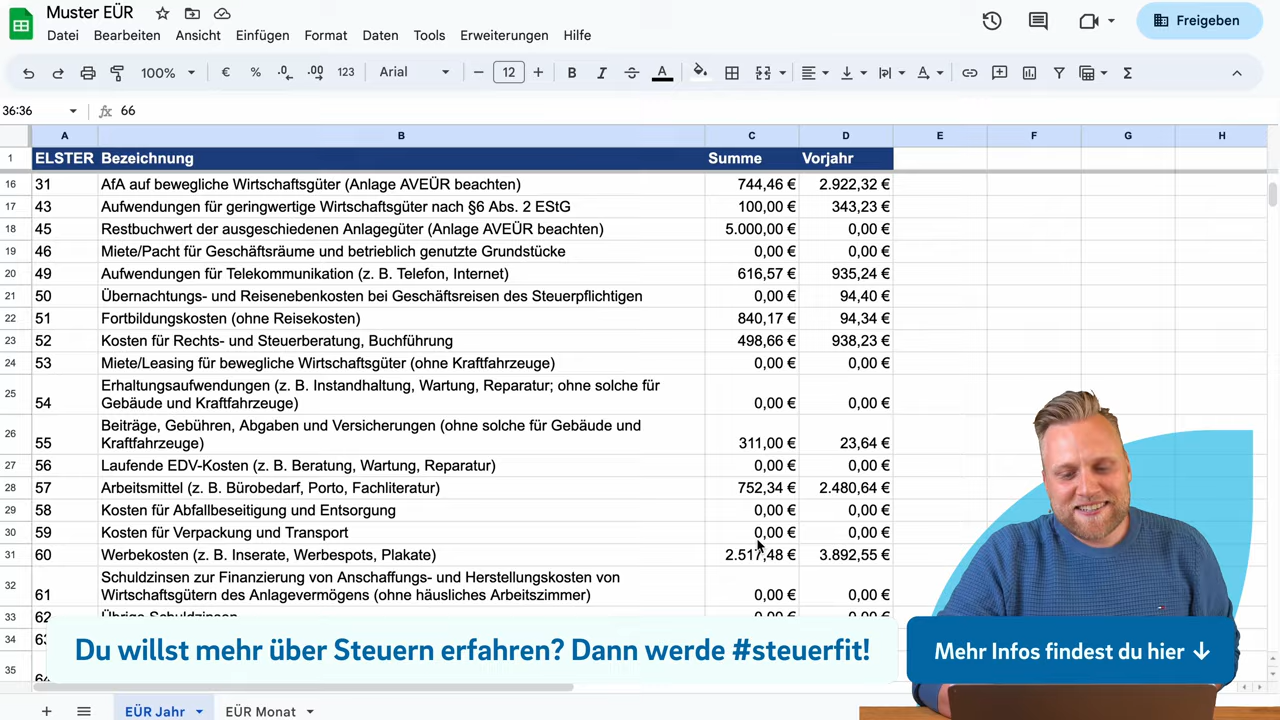 Muster EÜR
Datei Bearbeiten Ansicht Einfügen Format Daten Tools Erweiterungen Hilfe
Freigeben
100% € % .0 .00 123 Arial 12 B I A Σ
36:36 fx 66
A B C D E F G H
1 ELSTER Bezeichnung Summe Vorjahr
16 31 AfA auf bewegliche Wirtschaftsgüter (Anlage AVEÜR beachten) 744,46 € 2.922,32 €
17 43 Aufwendungen für geringwertige Wirtschaftsgüter nach §6 Abs. 2 EStG 100,00 € 343,23 €
18 45 Restbuchwert der ausgeschiedenen Anlagegüter (Anlage AVEÜR beachten) 5.000,00 € 0,00 €
19 46 Miete/Pacht für Geschäftsräume und betrieblich genutzte Grundstücke 0,00 € 0,00 €
20 49 Aufwendungen für Telekommunikation (z. B. Telefon, Internet) 616,57 € 935,24 €
21 50 Übernachtungs- und Reisenebenkosten bei Geschäftsreisen des Steuerpflichtigen 0,00 € 94,40 €
22 51 Fortbildungskosten (ohne Reisekosten) 840,17 € 94,34 €
23 52 Kosten für Rechts- und Steuerberatung, Buchführung 498,66 € 938,23 €
24 53 Miete/Leasing für bewegliche Wirtschaftsgüter (ohne Kraftfahrzeuge) 0,00 € 0,00 €
25 Erhaltungsaufwendungen (z. B. Instandhaltung, Wartung, Reparatur; ohne solche für
54 Gebäude und Kraftfahrzeuge) 0,00 € 0,00 €
26 Beiträge, Gebühren, Abgaben und Versicherungen (ohne solche für Gebäude und
55 Kraftfahrzeuge) 311,00 € 23,64 €
27 56 Laufende EDV-Kosten (z. B. Beratung, Wartung, Reparatur) 0,00 € 0,00 €
28 57 Arbeitsmittel (z. B. Bürobedarf, Porto, Fachliteratur) 752,34 € 2.480,64 €
29 58 Kosten für Abfallbeseitigung und Entsorgung 0,00 € 0,00 €
30 59 Kosten für Verpackung und Transport 0,00 € 0,00 €
31 60 Werbekosten (z. B. Inserate, Werbespots, Plakate) 2.517,48 € 3.892,55 €
32 Schuldzinsen zur Finanzierung von Anschaffungs- und Herstellungskosten von
61 Wirtschaftsgütern des Anlagevermögens (ohne häusliches Arbeitszimmer) 0,00 € 0,00 €
33 62 Übrige Schuldzinsen 0,00 € 0,00 €
34
35
Du willst mehr über Steuern erfahren? Dann werde #steuerfit!
Mehr Infos findest du hier ↓
EÜR Jahr EÜR Monat